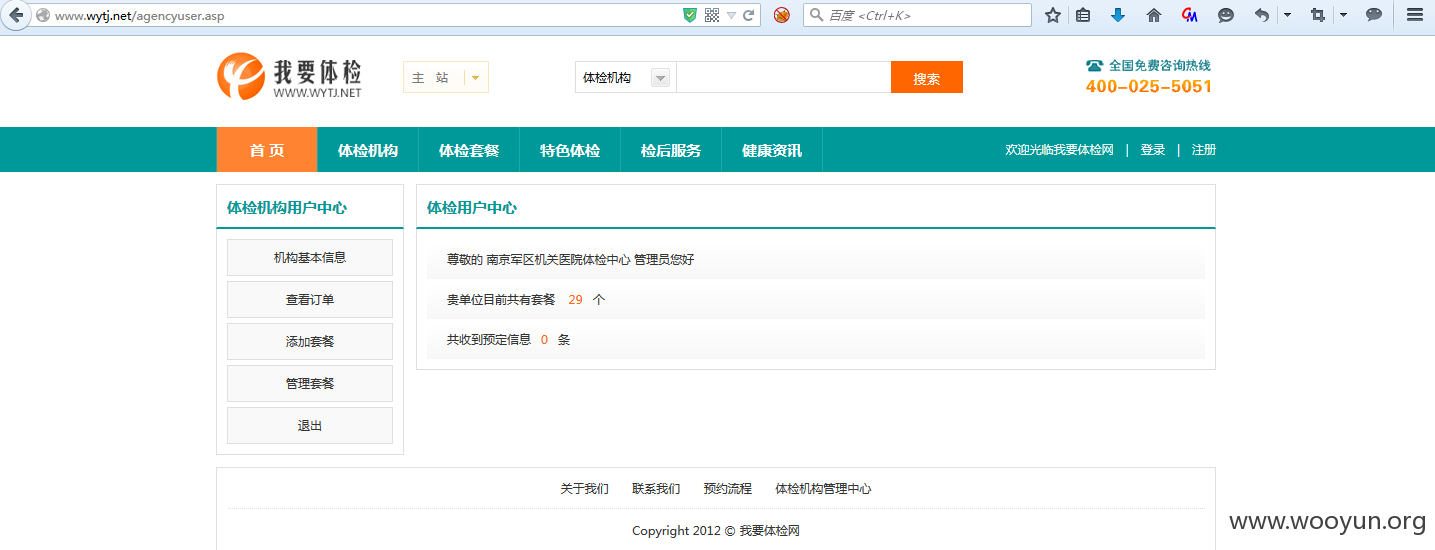 www.wytj.net/agencyuser.asp
百度 <Ctrl+K>
我要体检
WWW.WYTJ.NET
主 站
体检机构
搜索
全国免费咨询热线
400-025-5051
首 页
体检机构
体检套餐
特色体检
检后服务
健康资讯
欢迎光临我要体检网 | 登录 | 注册
体检机构用户中心
机构基本信息
查看订单
添加套餐
管理套餐
退出
体检用户中心
尊敬的 南京军区机关医院体检中心 管理员您好
贵单位目前共有套餐 29 个
共收到预定信息 0 条
关于我们 联系我们 预约流程 体检机构管理中心
Copyright 2012 © 我要体检网
www.wooyun.org